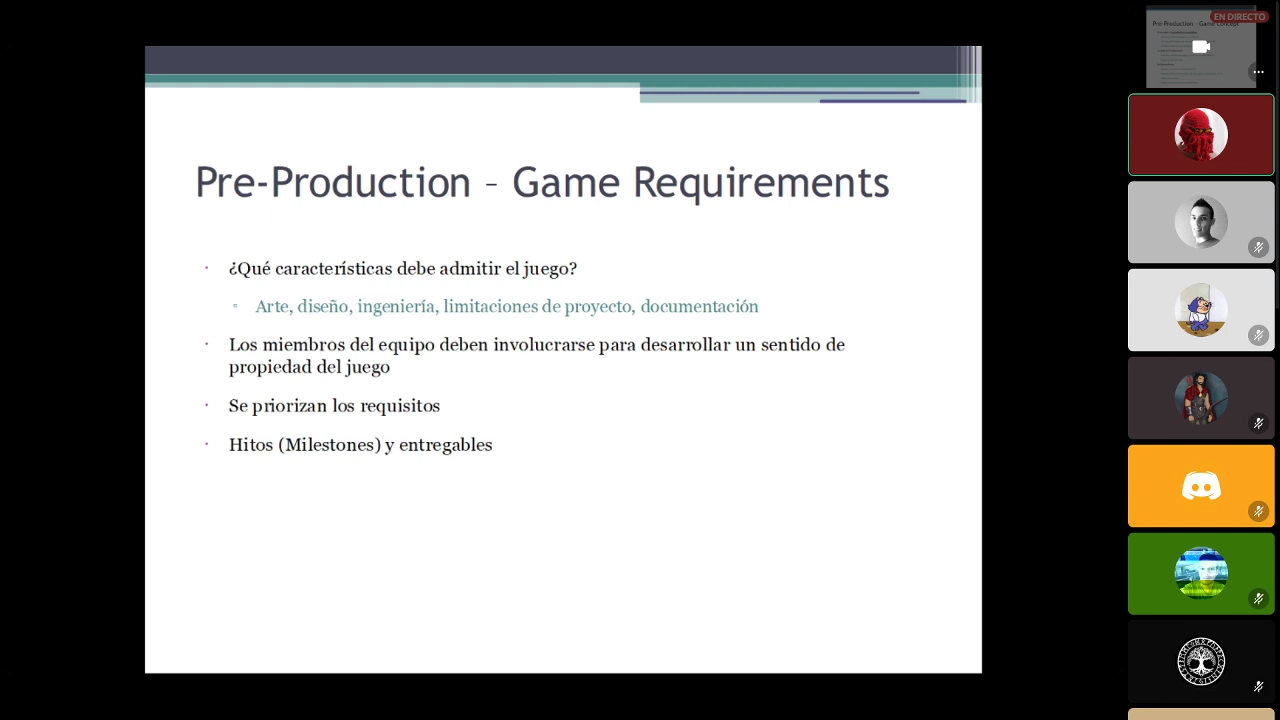 EN DIRECTO
Pre-Production – Game Requirements
¿Qué características debe admitir el juego?
Arte, diseño, ingeniería, limitaciones de proyecto, documentación
Los miembros del equipo deben involucrarse para desarrollar un sentido de
propiedad del juego
Se priorizan los requisitos
Hitos (Milestones) y entregables